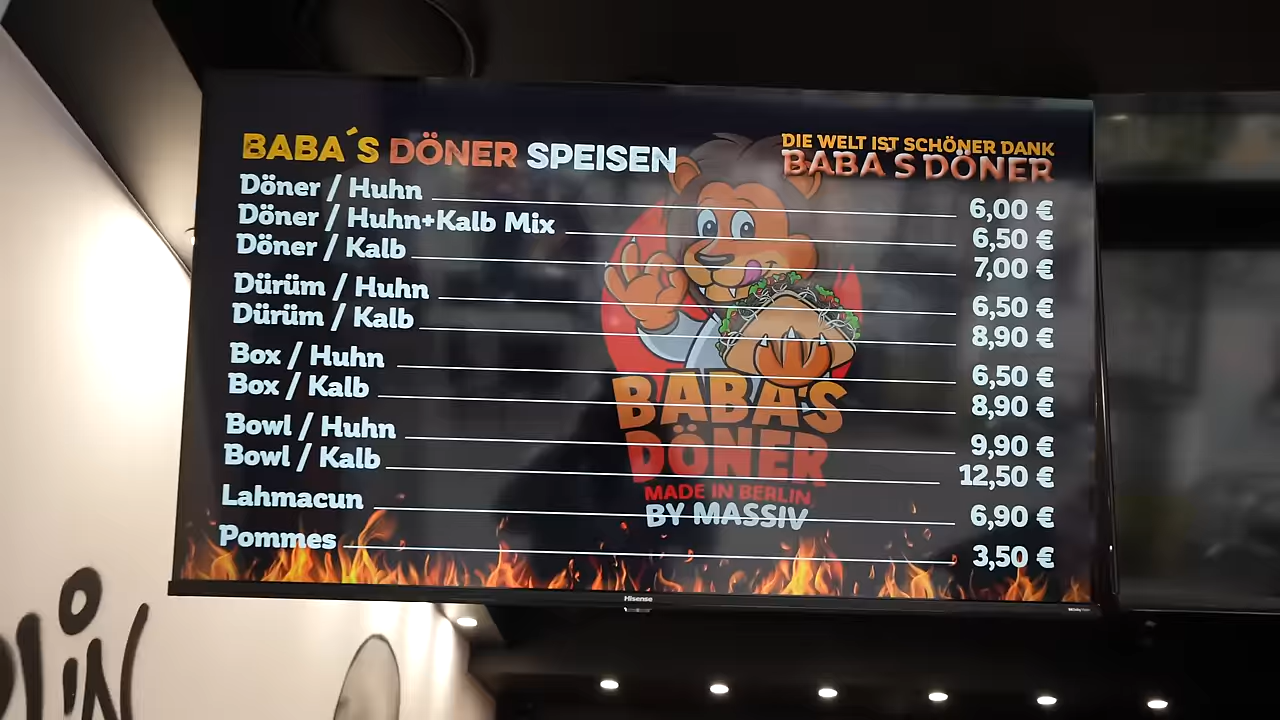 BABA´S DÖNER SPEISEN
DIE WELT IST SCHÖNER DANK
BABA´S DÖNER
Döner / Huhn 6,00 €
Döner / Huhn+Kalb Mix 6,50 €
Döner / Kalb 7,00 €
Dürüm / Huhn 6,50 €
Dürüm / Kalb 8,90 €
Box / Huhn 6,50 €
Box / Kalb 8,90 €
Bowl / Huhn 9,90 €
Bowl / Kalb 12,50 €
Lahmacun 6,90 €
Pommes 3,50 €
BABA'S
DÖNER
MADE IN BERLIN
BY MASSIV
Hisense